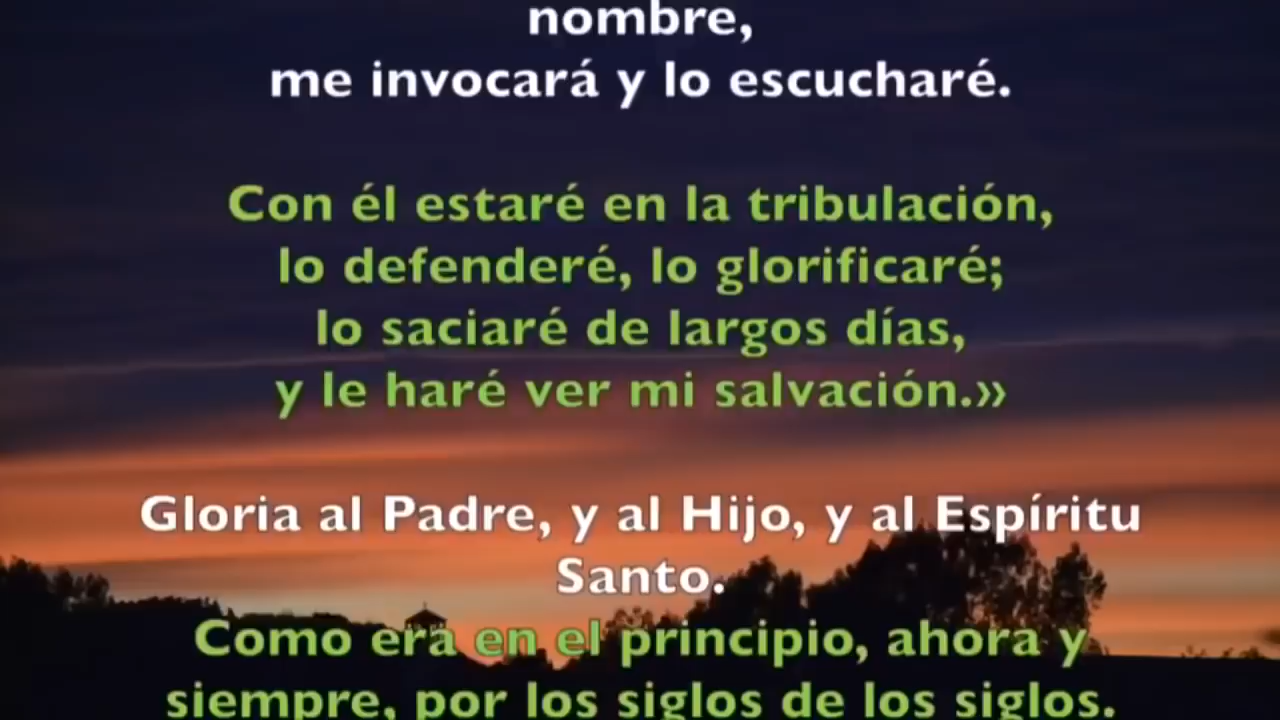 nombre,
me invocará y lo escucharé.
Con él estaré en la tribulación,
lo defenderé, lo glorificaré;
lo saciaré de largos días,
y le haré ver mi salvación.»
Gloria al Padre, y al Hijo, y al Espíritu
Santo.
Como era en el principio, ahora y
siempre, por los siglos de los siglos.